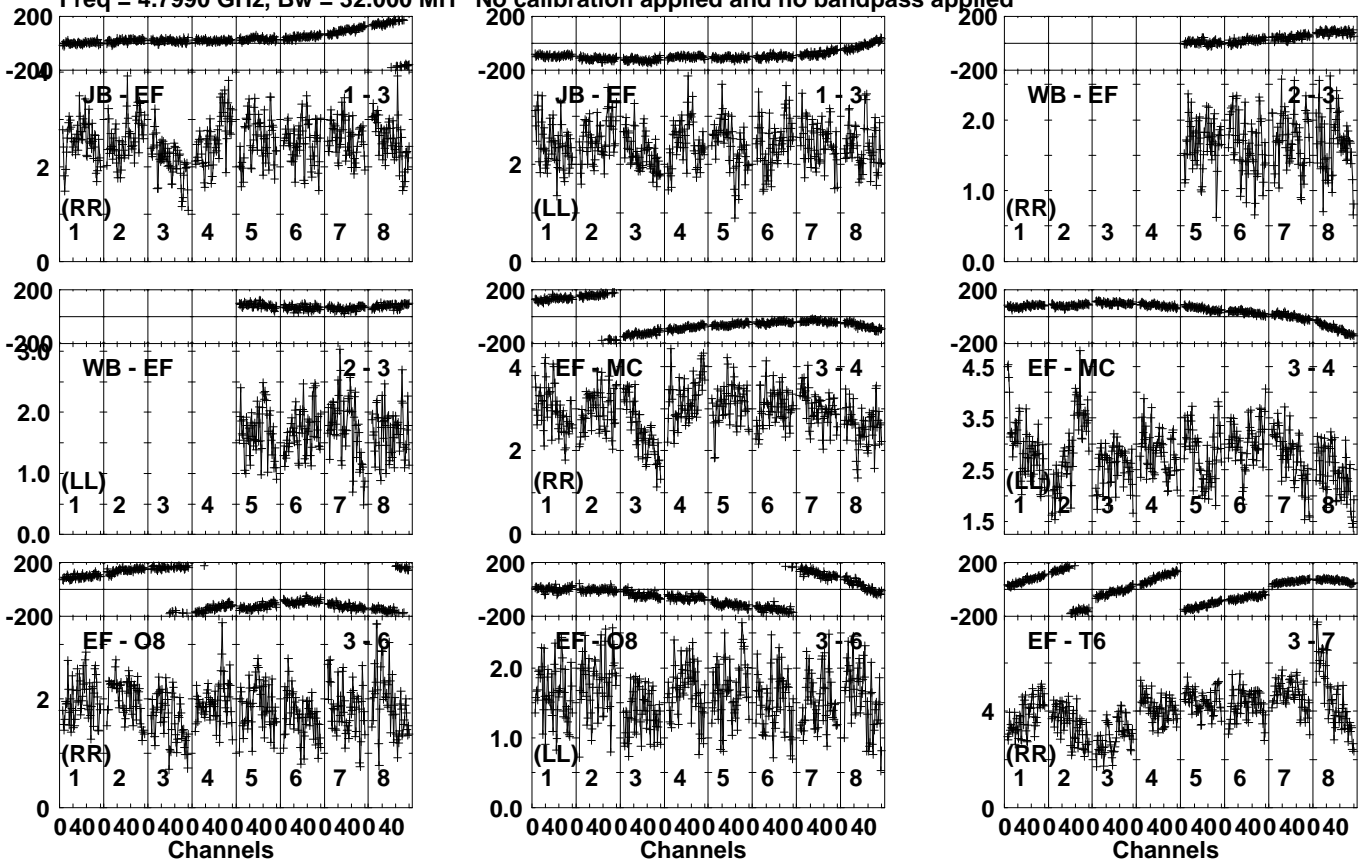 Freq = 4.7990 GHz, Bw = 32.000 MH No calibration applied and no bandpass applied
200 200 200
-200 -200 -200
4
JB - EF 1 - 3 JB - EF 1 - 3 WB - EF 2 - 3
2.0
2 2
1.0
(RR) (LL) (RR)
1 2 3 4 5 6 7 8 1 2 3 4 5 6 7 8 1 2 3 4 5 6 7 8
0 0 0.0
200 200 200
-200 -200 -200
3.0
WB - EF 2 - 3 EF - MC 3 - 4 EF - MC 3 - 4
4 4.5
2.0 3.5
2 2.5
1.0
(LL) (RR) (LL)
1 2 3 4 5 6 7 8 1 2 3 4 5 6 7 8 1 2 3 4 5 6 7 8
0.0 0 1.5
200 200 200
-200 -200 -200
EF - O8 3 - 6 EF - O8 3 - 6 EF - T6 3 - 7
2.0
2 4
1.0
(RR) (LL) (RR)
1 2 3 4 5 6 7 8 1 2 3 4 5 6 7 8 1 2 3 4 5 6 7 8
0 0.0 0
0 40 0 40 0 40 0 40 0 40 0 40 0 40 0 40 0 40 0 40 0 40 0 40 0 40 0 40 0 40 0 40 0 40 0 40 0 40 0 40 0 40 0 40 0 40 0 40
Channels Channels Channels